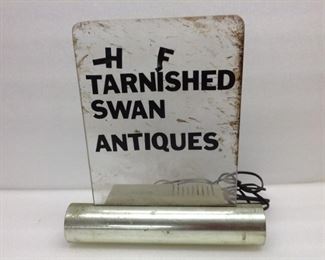 H F
TARNISHED
SWAN
ANTIQUES